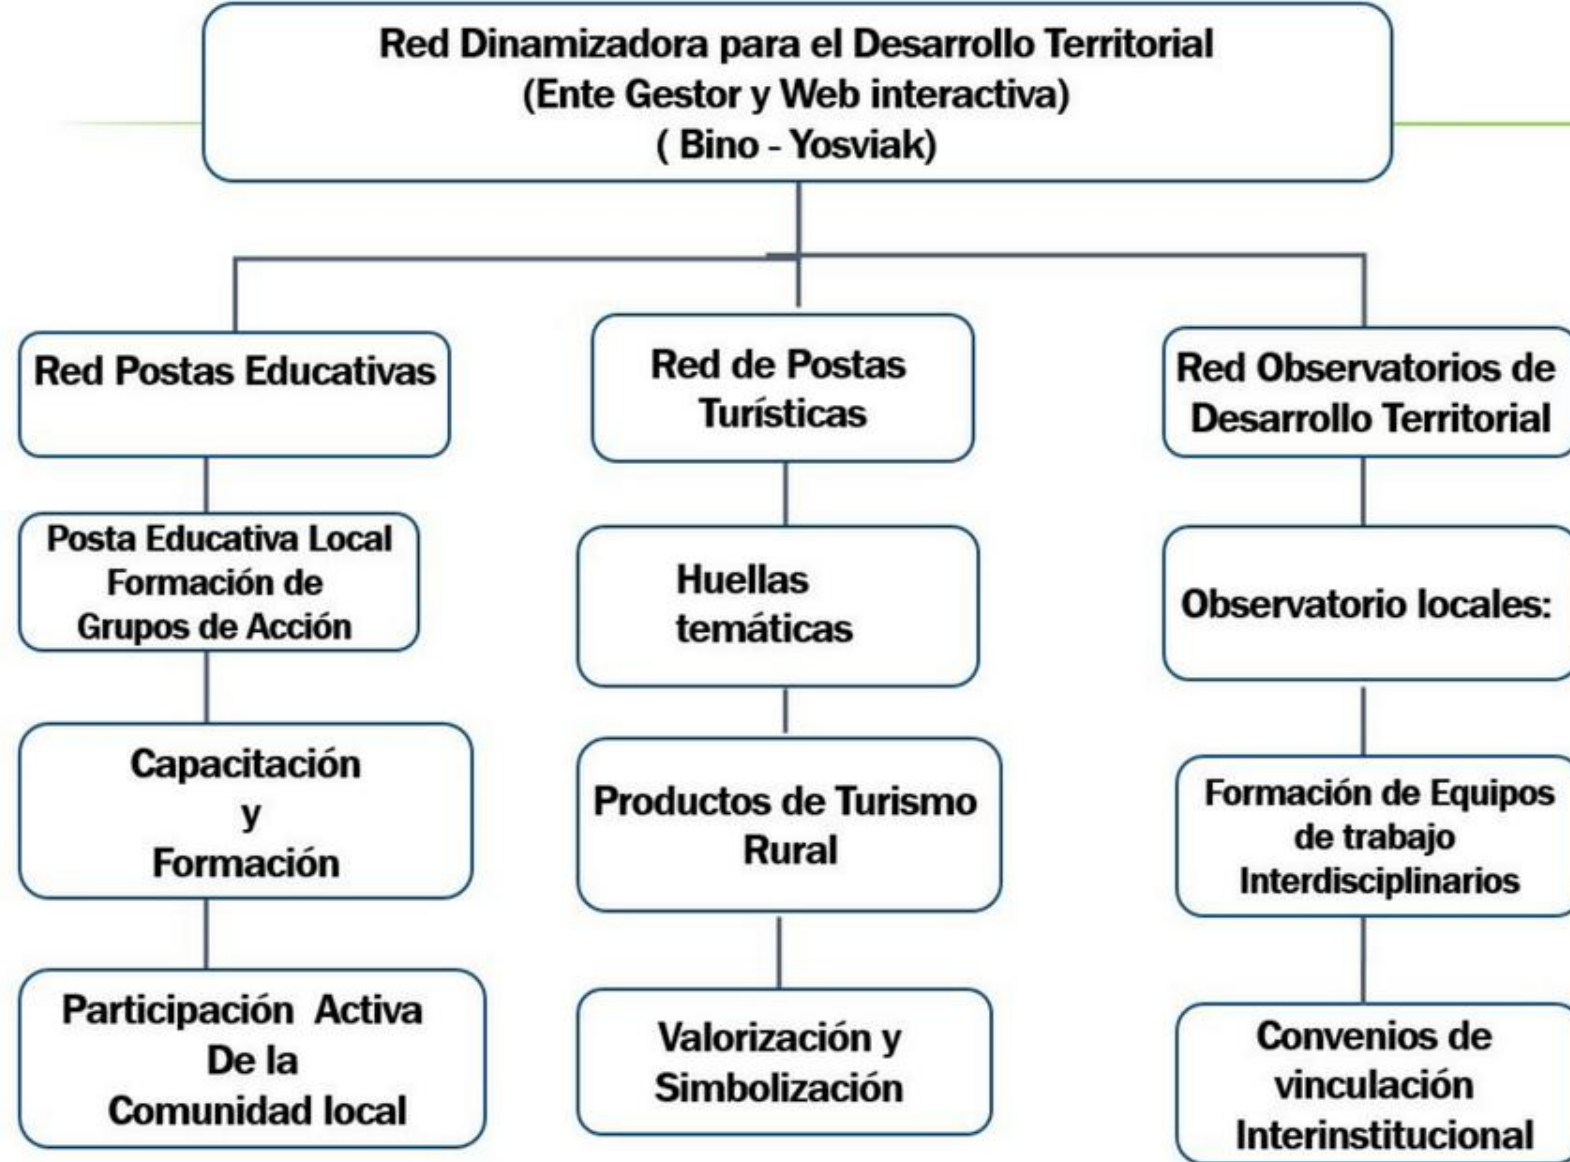 Red Dinamizadora para el Desarrollo Territorial
(Ente Gestor y Web interactiva)
( Bino - Yosviak)
Red Postas Educativas
Posta Educativa Local
Formación de
Grupos de Acción
Capacitación
y
Formación
Participación Activa
De la
Comunidad local
Red de Postas
Turísticas
Huellas
temáticas
Productos de Turismo
Rural
Valorización y
Simbolización
Red Observatorios de
Desarrollo Territorial
Observatorio locales:
Formación de Equipos
de trabajo
Interdisciplinarios
Convenios de
vinculación
Interinstitucional